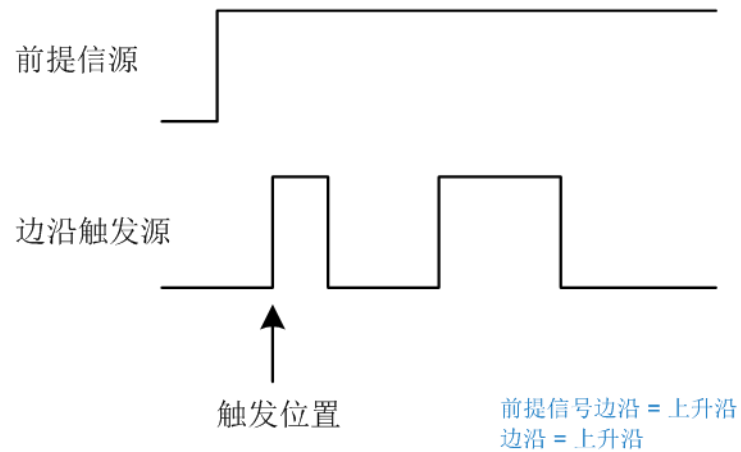 前提信源
边沿触发源
触发位置
前提信号边沿 = 上升沿
边沿 = 上升沿